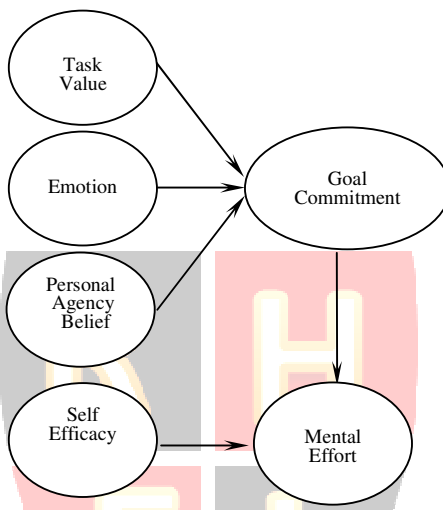 Task
Value
Emotion
Goal
Commitment
Personal
Agency
Belief
Self
Efficacy
Mental
Effort